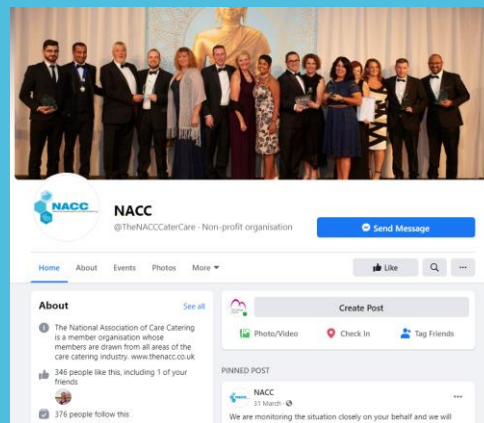 NACC
NACC
@TheNACCCaterCare · Non-profit organisation
Send Message
Home About Events Photos More
Like
About See all
The National Association of Care Catering
is a member organisation whose
members are drawn from all areas of the
care catering industry. www.thenacc.co.uk
346 people like this, including 1 of your
friends
376 people follow this
Create Post
Photo/Video Check In Tag Friends
PINNED POST
NACC
31 March ·
We are monitoring the situation closely on your behalf and we will